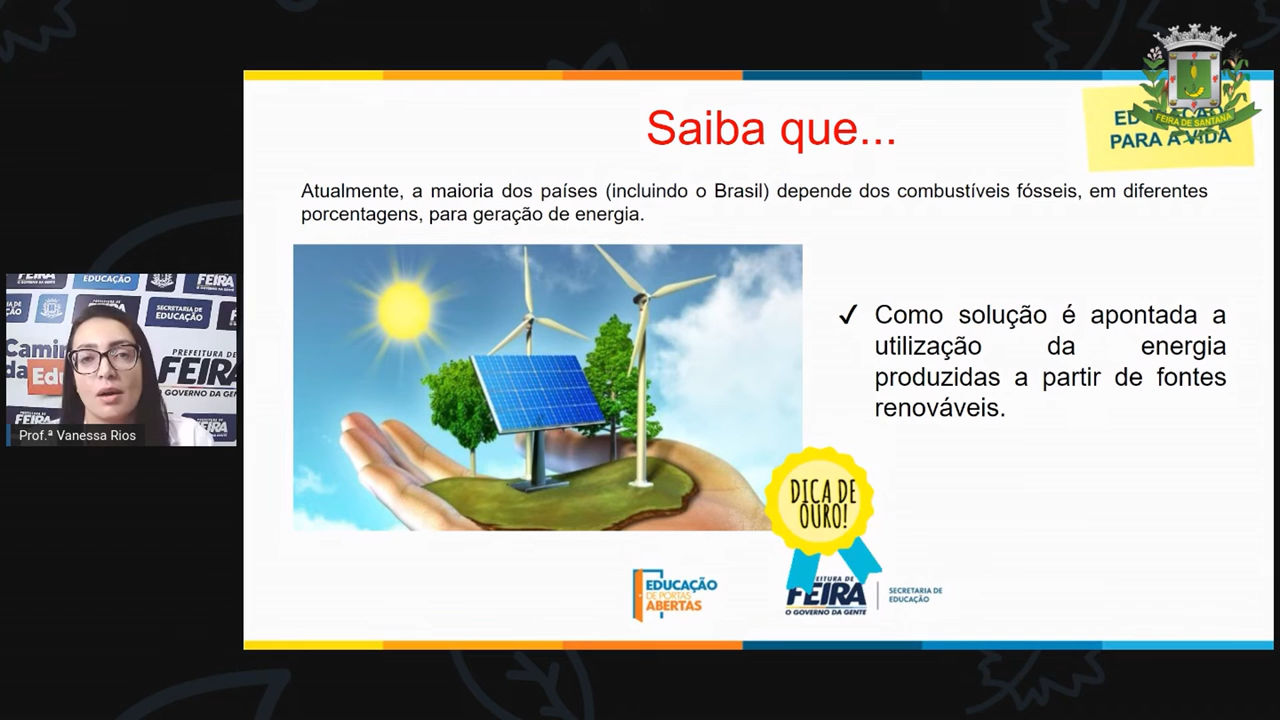 Saiba que...
FEIRA DE SANTANA
PARA A VIDA
Atualmente, a maioria dos países (incluindo o Brasil) depende dos combustíveis fósseis, em diferentes
porcentagens, para geração de energia.
✓ Como solução é apontada a
utilização da energia
produzidas a partir de fontes
renováveis.
DICA DE
OURO!
EDUCAÇÃO
DE PORTAS
ABERTAS
FEIRA
O GOVERNO DA GENTE
SECRETARIA DE
EDUCAÇÃO
EDUCAÇÃO
FEIRA
SECRETARIA DE
EDUCAÇÃO
PREFEITURA DE
FEIRA
GOVERNO DA GENTE
Prof.ª Vanessa Rios